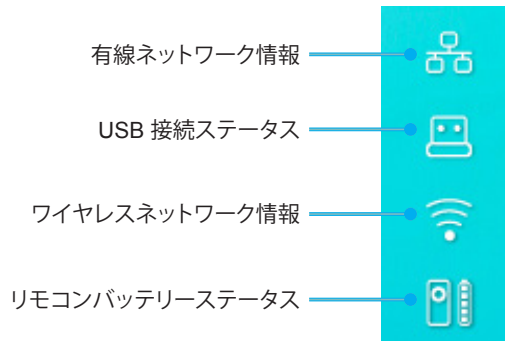 有線ネットワーク情報
USB 接続ステータス
ワイヤレスネットワーク情報
リモコンバッテリーステータス